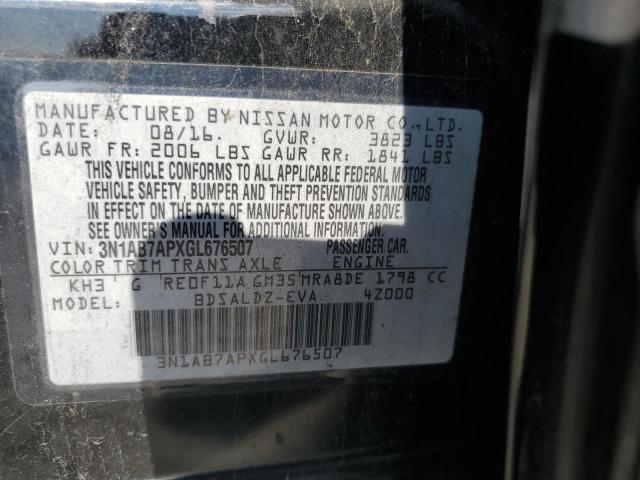 MANUFACTURED BY NISSAN MOTOR CO.,LTD.
DATE: 08/16. GVWR: 3823 LBS
GAWR FR: 2006 LBS GAWR RR: 1841 LBS
THIS VEHICLE CONFORMS TO ALL APPLICABLE FEDERAL MOTOR
VEHICLE SAFETY, BUMPER AND THEFT PREVENTION STANDARDS
IN EFFECT ON THE DATE OF MANUFACTURE SHOWN ABOVE.
SEE OWNER'S MANUAL FOR ADDITIONAL INFORMATION.
VIN: 3N1AB7APXGL676507 PASSENGER CAR.
COLOR TRIM TRANS AXLE ENGINE
KH3 G RE0F11A GM35 MRA8DE 1798 CC
MODEL: BDSALDZ-EVA 4Z000
3N1AB7APXGL676507